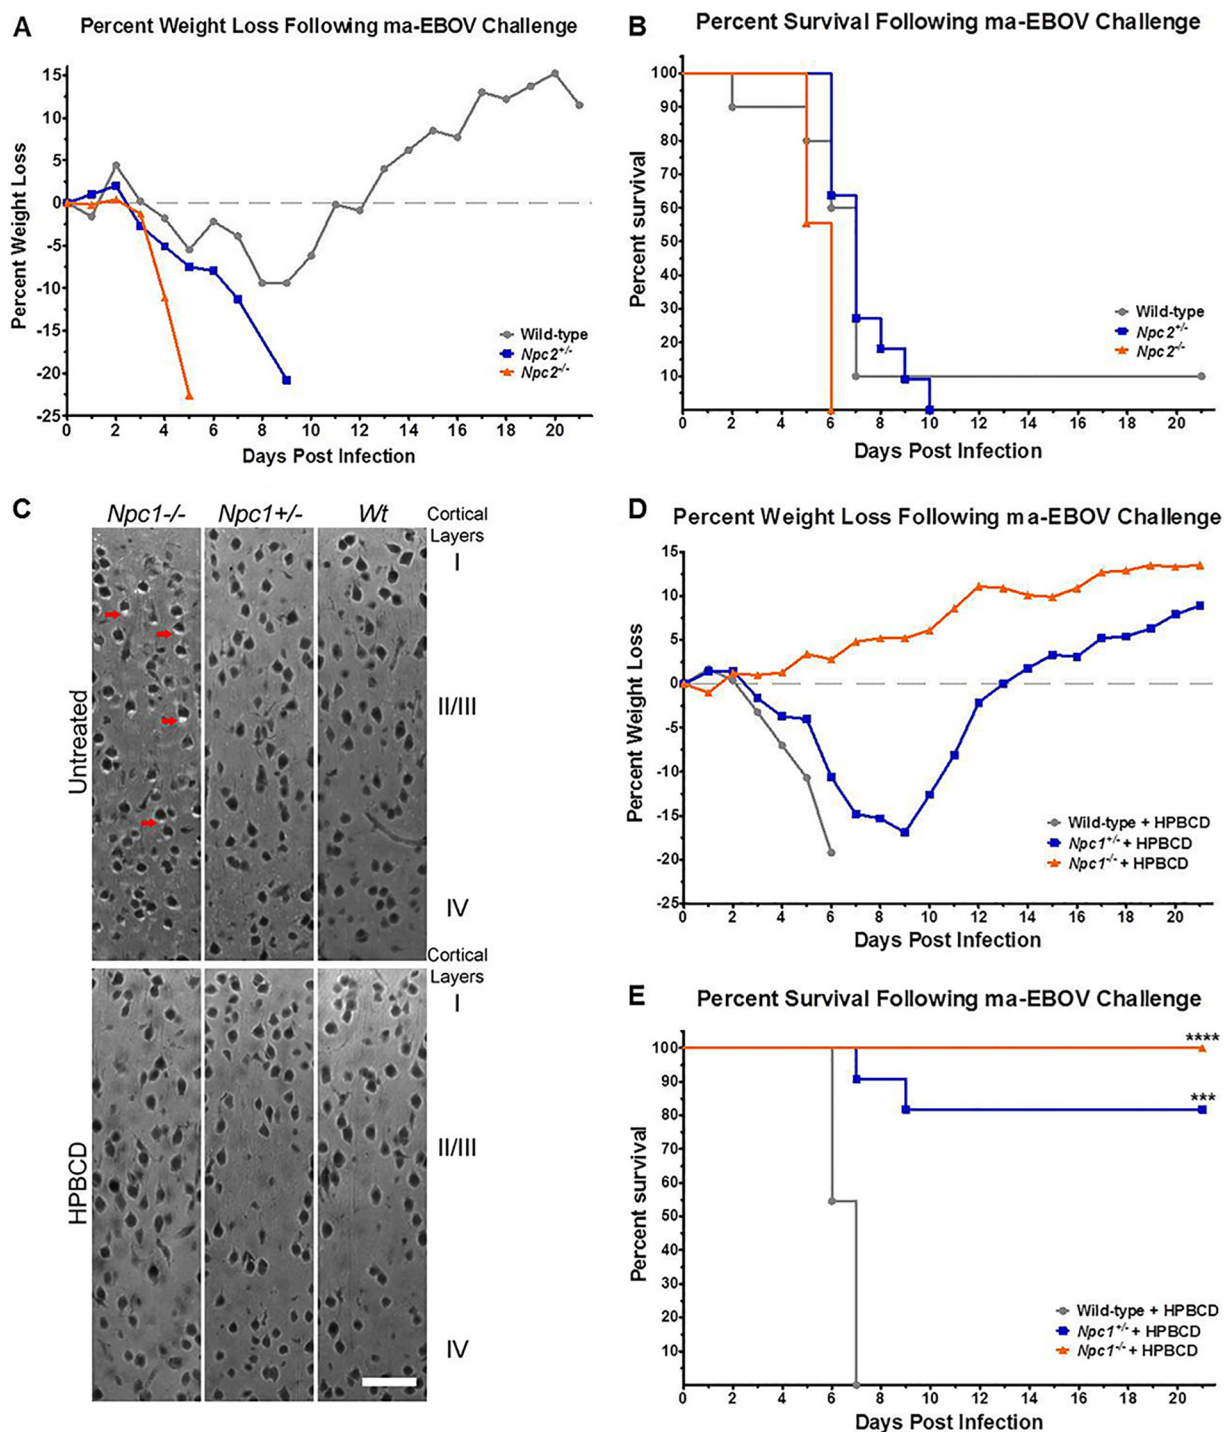 A
Percent Weight Loss Following ma-EBOV Challenge
Percent Weight Loss
15
10
5
0
-5
-10
-15
-20
-25
0 2 4 6 8 10 12 14 16 18 20
Days Post Infection
Wild-type
Npc2+/-
Npc2-/-
B
Percent Survival Following ma-EBOV Challenge
Percent survival
100
90
80
70
60
50
40
30
20
10
0 2 4 6 8 10 12 14 16 18 20
Days Post Infection
Wild-type
Npc2+/-
Npc2-/-
C
Npc1-/- Npc1+/- Wt
Cortical
Layers
I
II/III
IV
Untreated
Cortical
Layers
I
II/III
IV
HPBCD
D
Percent Weight Loss Following ma-EBOV Challenge
Percent Weight Loss
15
10
5
0
-5
-10
-15
-20
-25
0 2 4 6 8 10 12 14 16 18 20
Days Post Infection
Wild-type + HPBCD
Npc1+/- + HPBCD
Npc1-/- + HPBCD
E
Percent Survival Following ma-EBOV Challenge
Percent survival
100
90
80
70
60
50
40
30
20
10
0 2 4 6 8 10 12 14 16 18 20
Days Post Infection
****
***
Wild-type + HPBCD
Npc1+/- + HPBCD
Npc1-/- + HPBCD